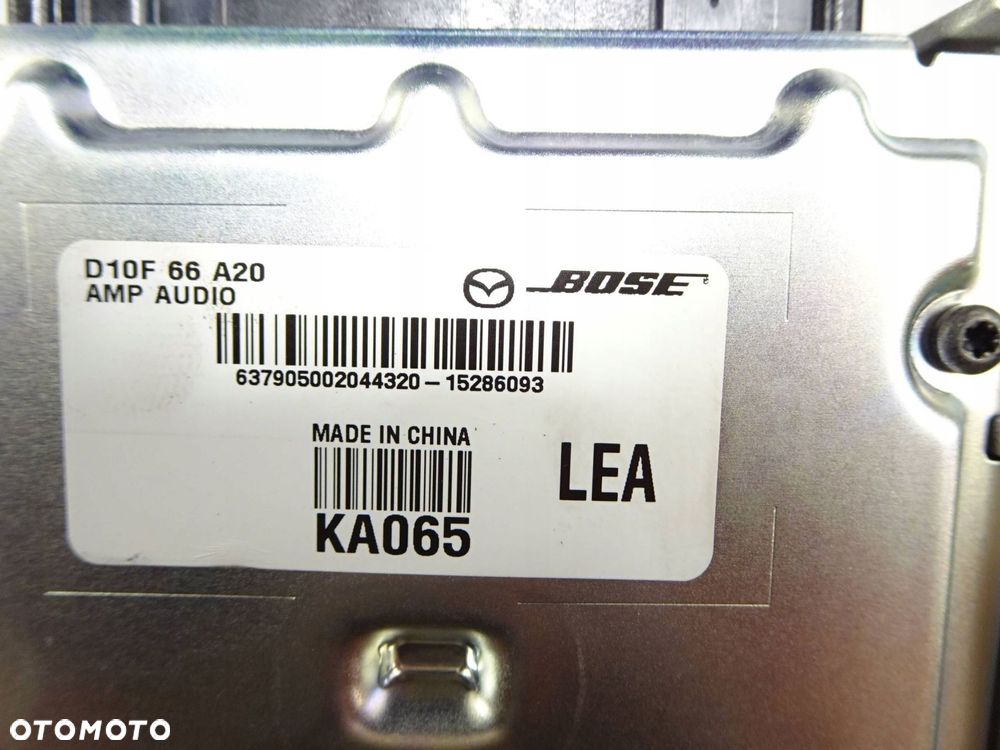 D10F 66 A20
AMP AUDIO
BOSE
637905002044320-15286093
MADE IN CHINA
KA065
LEA
OTOMOTO